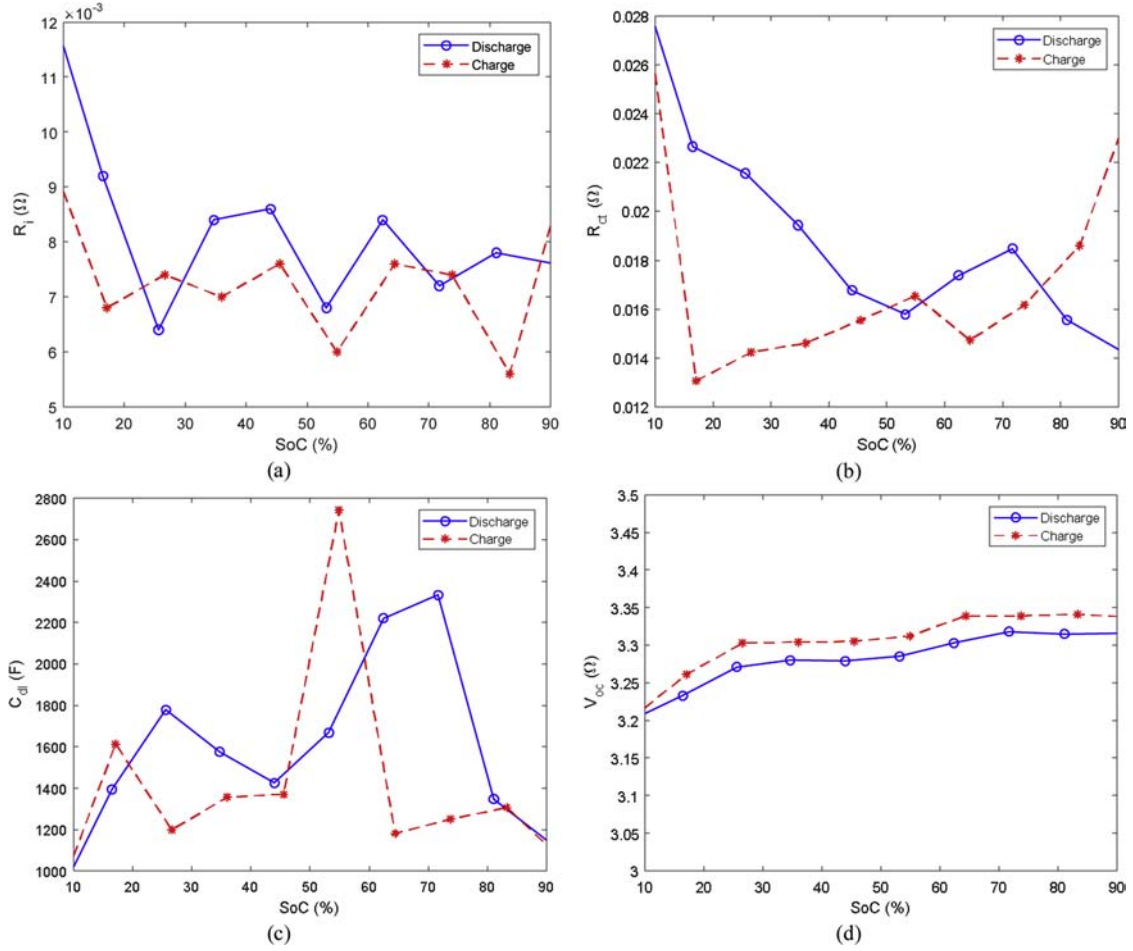 ×10⁻³
12
11
10
9
8
7
6
5
R_i (Ω)
Discharge
Charge
10 20 30 40 50 60 70 80 90
SoC (%)
(a)
0.028
0.026
0.024
0.022
0.02
0.018
0.016
0.014
0.012
R_ct (Ω)
Discharge
Charge
10 20 30 40 50 60 70 80 90
SoC (%)
(b)
2800
2600
2400
2200
2000
1800
1600
1400
1200
1000
C_dl (F)
Discharge
Charge
10 20 30 40 50 60 70 80 90
SoC (%)
(c)
3.5
3.45
3.4
3.35
3.3
3.25
3.2
3.15
3.1
3.05
3
V_oc (Ω)
Discharge
Charge
10 20 30 40 50 60 70 80 90
SoC (%)
(d)